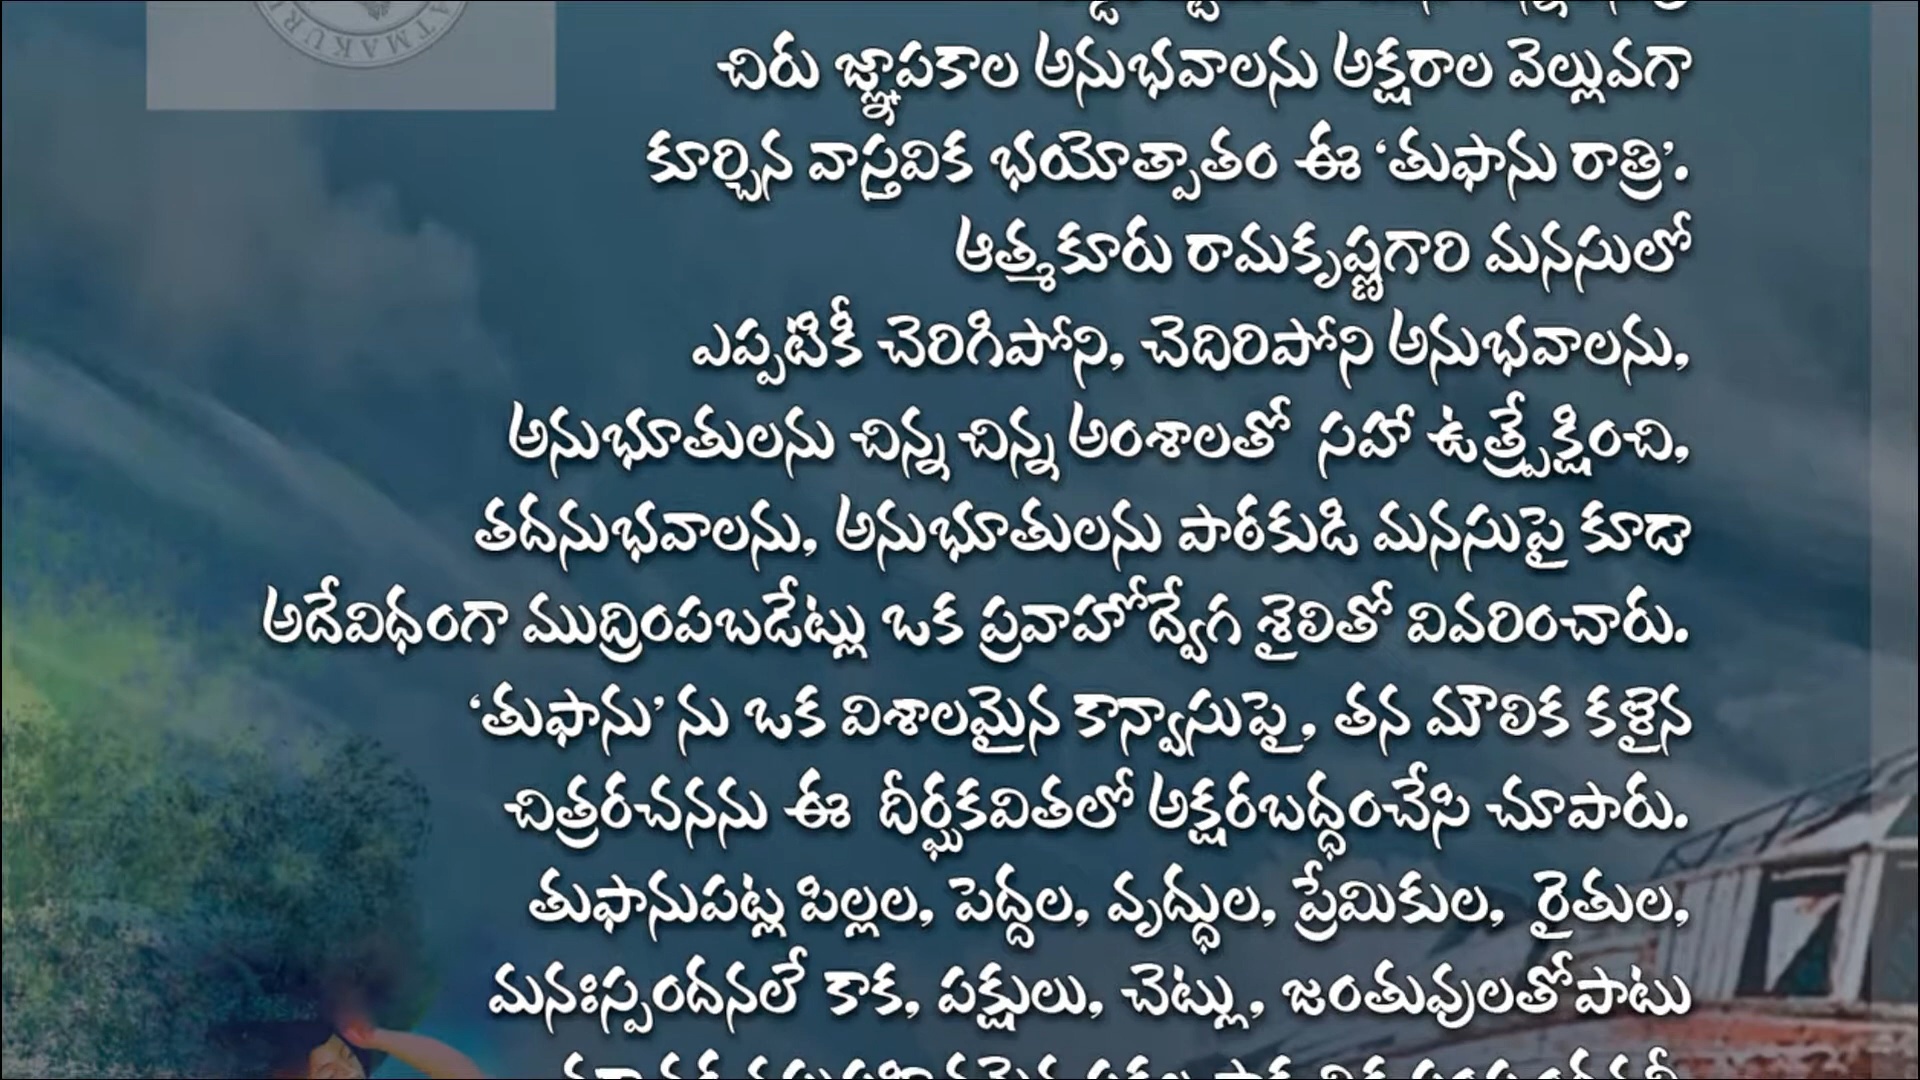 ATMAKUR
చిరు జ్ఞాపకాల అనుభవాలను అక్షరాల వెల్లువగా
కూర్చిన వాస్తవిక భయోత్పాతం ఈ ‘తుఫాను రాత్రి’.
ఆత్మకూరు రామకృష్ణగారి మనసులో
ఎప్పటికీ చెరిగిపోని, చెదిరిపోని అనుభవాలను,
అనుభూతులను చిన్న చిన్న అంశాలతో సహా ఉత్ప్రేక్షించి,
తదనుభవాలను, అనుభూతులను పాఠకుడి మనసుపై కూడా
అదేవిధంగా ముద్రింపబడేట్లు ఒక ప్రవాహోద్వేగ శైలితో వివరించారు.
‘తుఫాను’ ను ఒక విశాలమైన కాన్వాసుపై, తన మౌలిక కళైన
చిత్రరచనను ఈ దీర్ఘకవితలో అక్షరబద్ధంచేసి చూపారు.
తుఫానుపట్ల పిల్లల, పెద్దల, వృద్ధుల, ప్రేమికుల, రైతుల,
మనఃస్పందనలే కాక, పక్షులు, చెట్లు, జంతువులతోపాటు